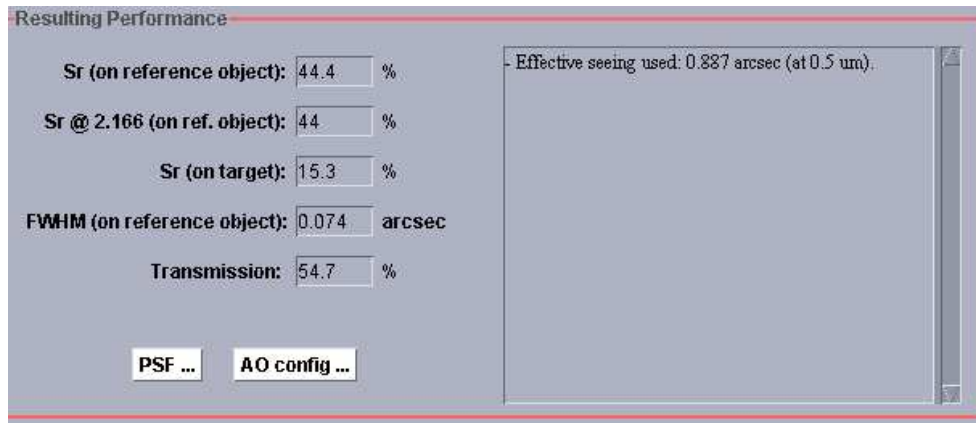 Resulting Performance
Sr (on reference object): 44.4 %
Sr @ 2.166 (on ref. object): 44 %
Sr (on target): 15.3 %
FWHM (on reference object): 0.074 arcsec
Transmission: 54.7 %
PSF ... AO config ...
- Effective seeing used: 0.887 arcsec (at 0.5 um).